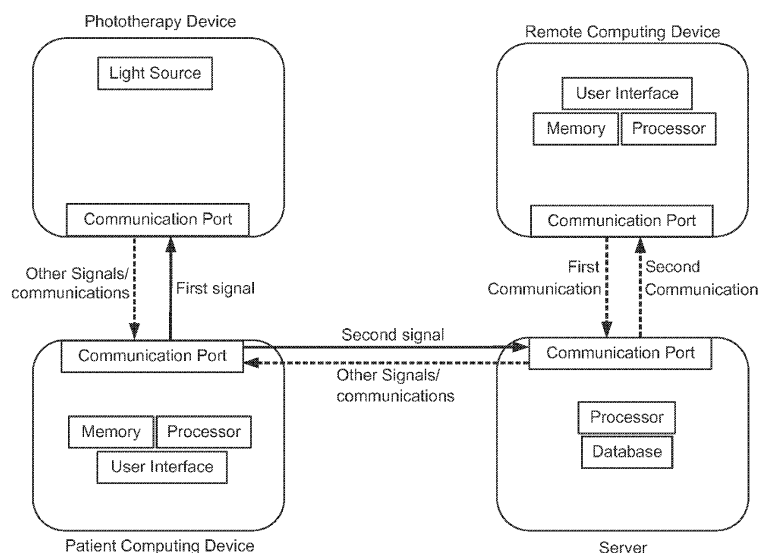 Phototherapy Device
Light Source
Communication Port
Other Signals/
communications
First signal
Remote Computing Device
User Interface
Memory
Processor
Communication Port
First
Communication
Second
Communication
Second signal
Other Signals/
communications
Communication Port
Memory
Processor
User Interface
Patient Computing Device
Communication Port
Processor
Database
Server